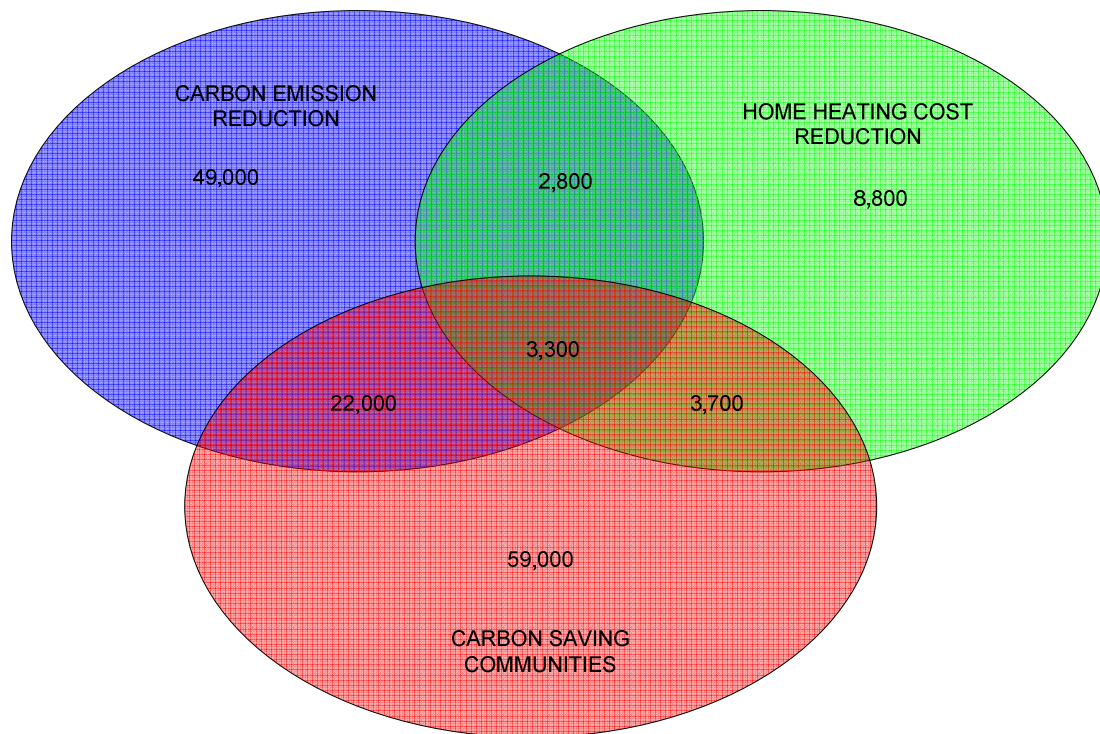 CARBON EMISSION
REDUCTION
49,000
2,800
HOME HEATING COST
REDUCTION
8,800
3,300
22,000
3,700
59,000
CARBON SAVING
COMMUNITIES